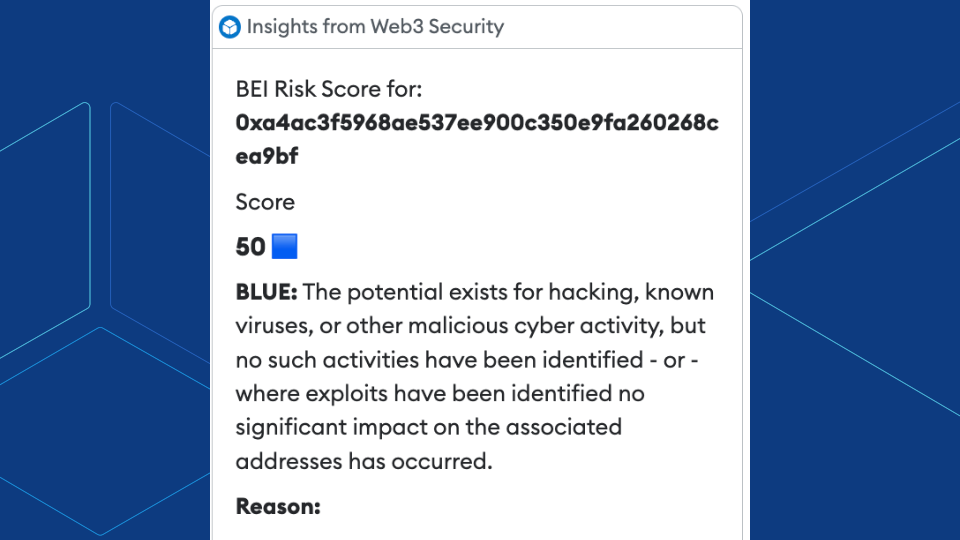 Insights from Web3 Security
BEI Risk Score for:
0xa4ac3f5968ae537ee900c350e9fa260268c
ea9bf
Score
50
BLUE: The potential exists for hacking, known
viruses, or other malicious cyber activity, but
no such activities have been identified - or -
where exploits have been identified no
significant impact on the associated
addresses has occurred.
Reason: